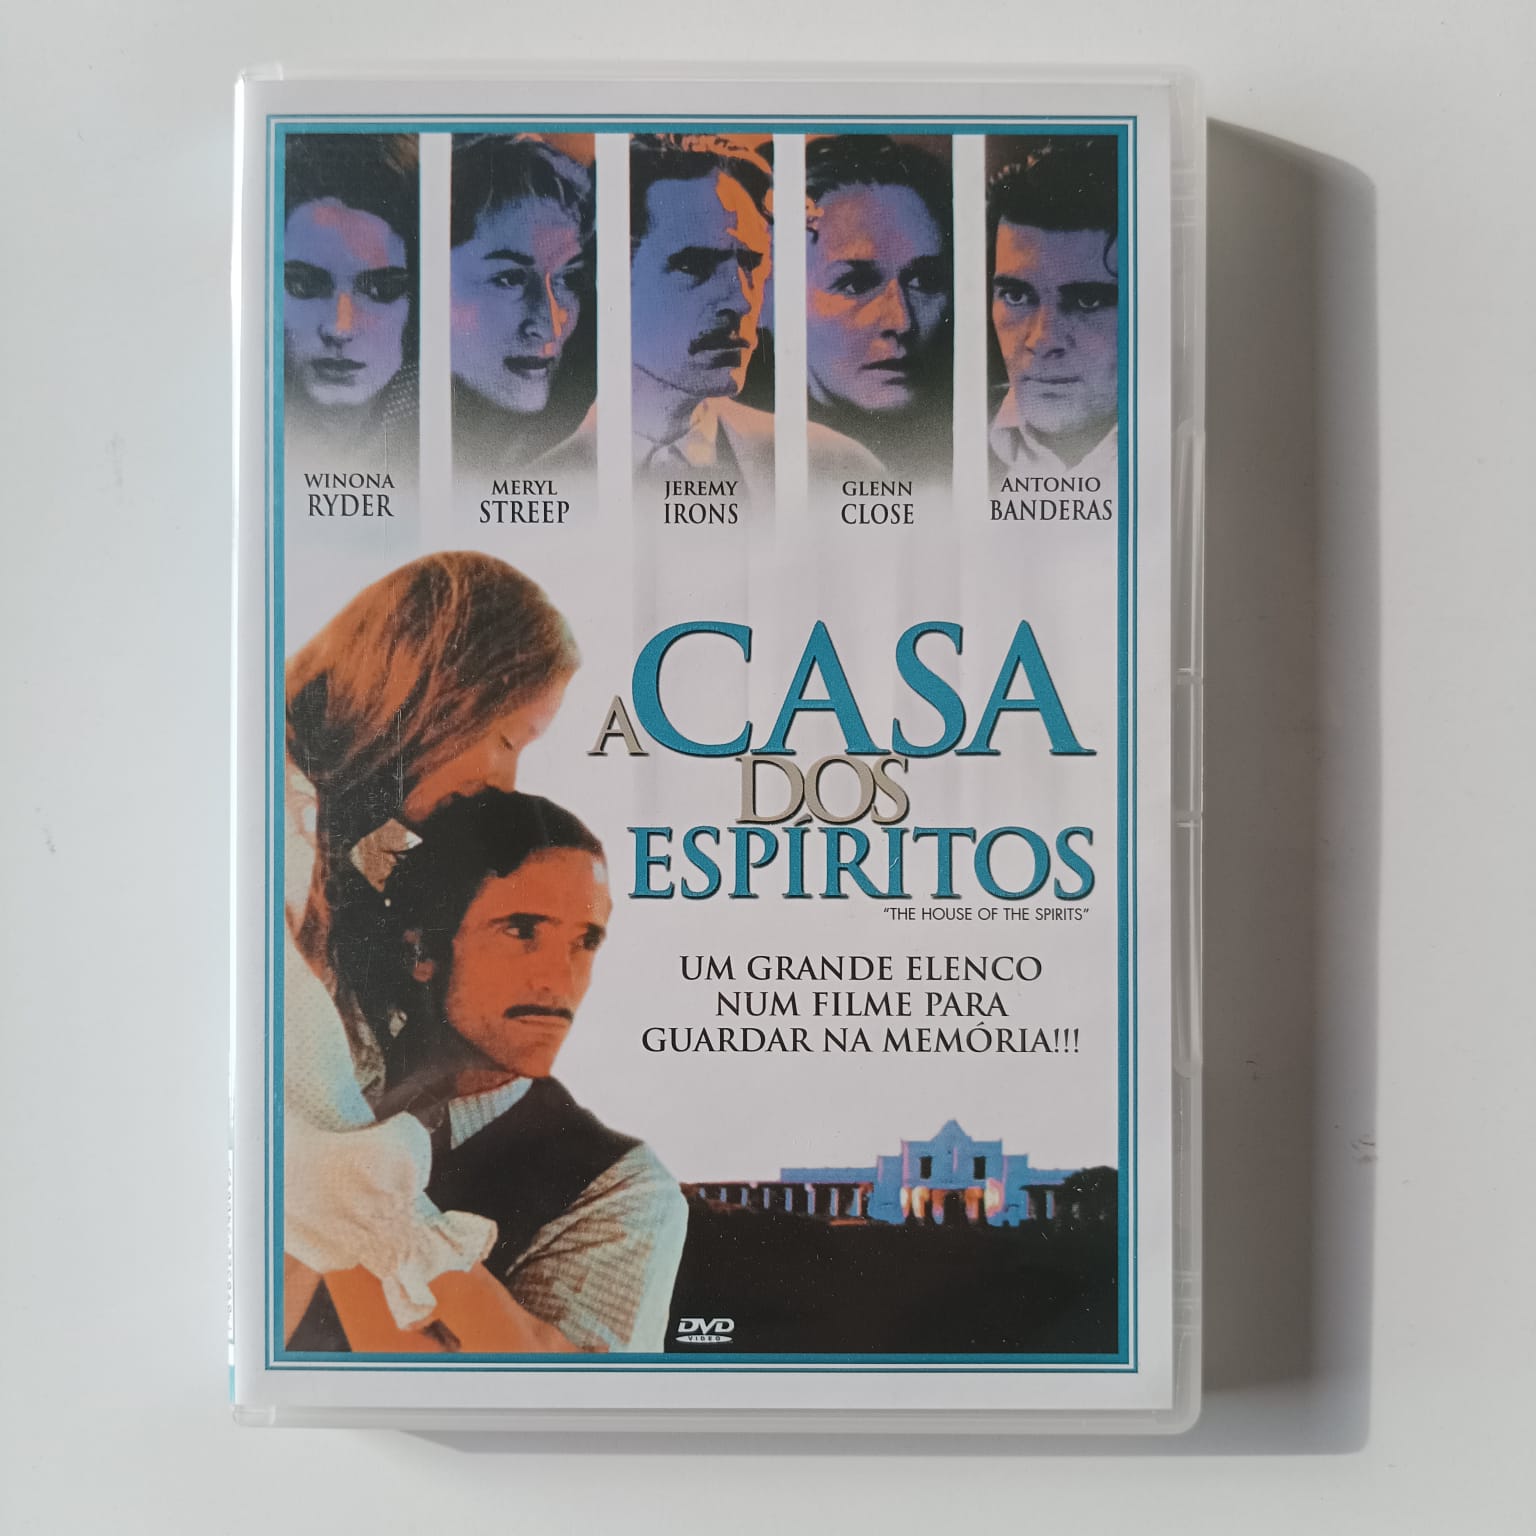 WINONA
RYDER
MERYL
STREEP
JEREMY
IRONS
GLENN
CLOSE
ANTONIO
BANDERAS
A CASA
DOS
ESPÍRITOS
"THE HOUSE OF THE SPIRITS"
UM GRANDE ELENCO
NUM FILME PARA
GUARDAR NA MEMÓRIA!!!
DVD
VIDEO